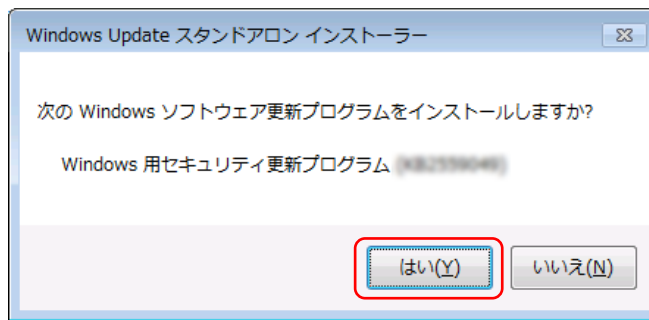 Windows Update スタンドアロン インストーラー
次の Windows ソフトウェア更新プログラムをインストールしますか?
Windows 用セキュリティ更新プログラム
はい(Y)
いいえ(N)